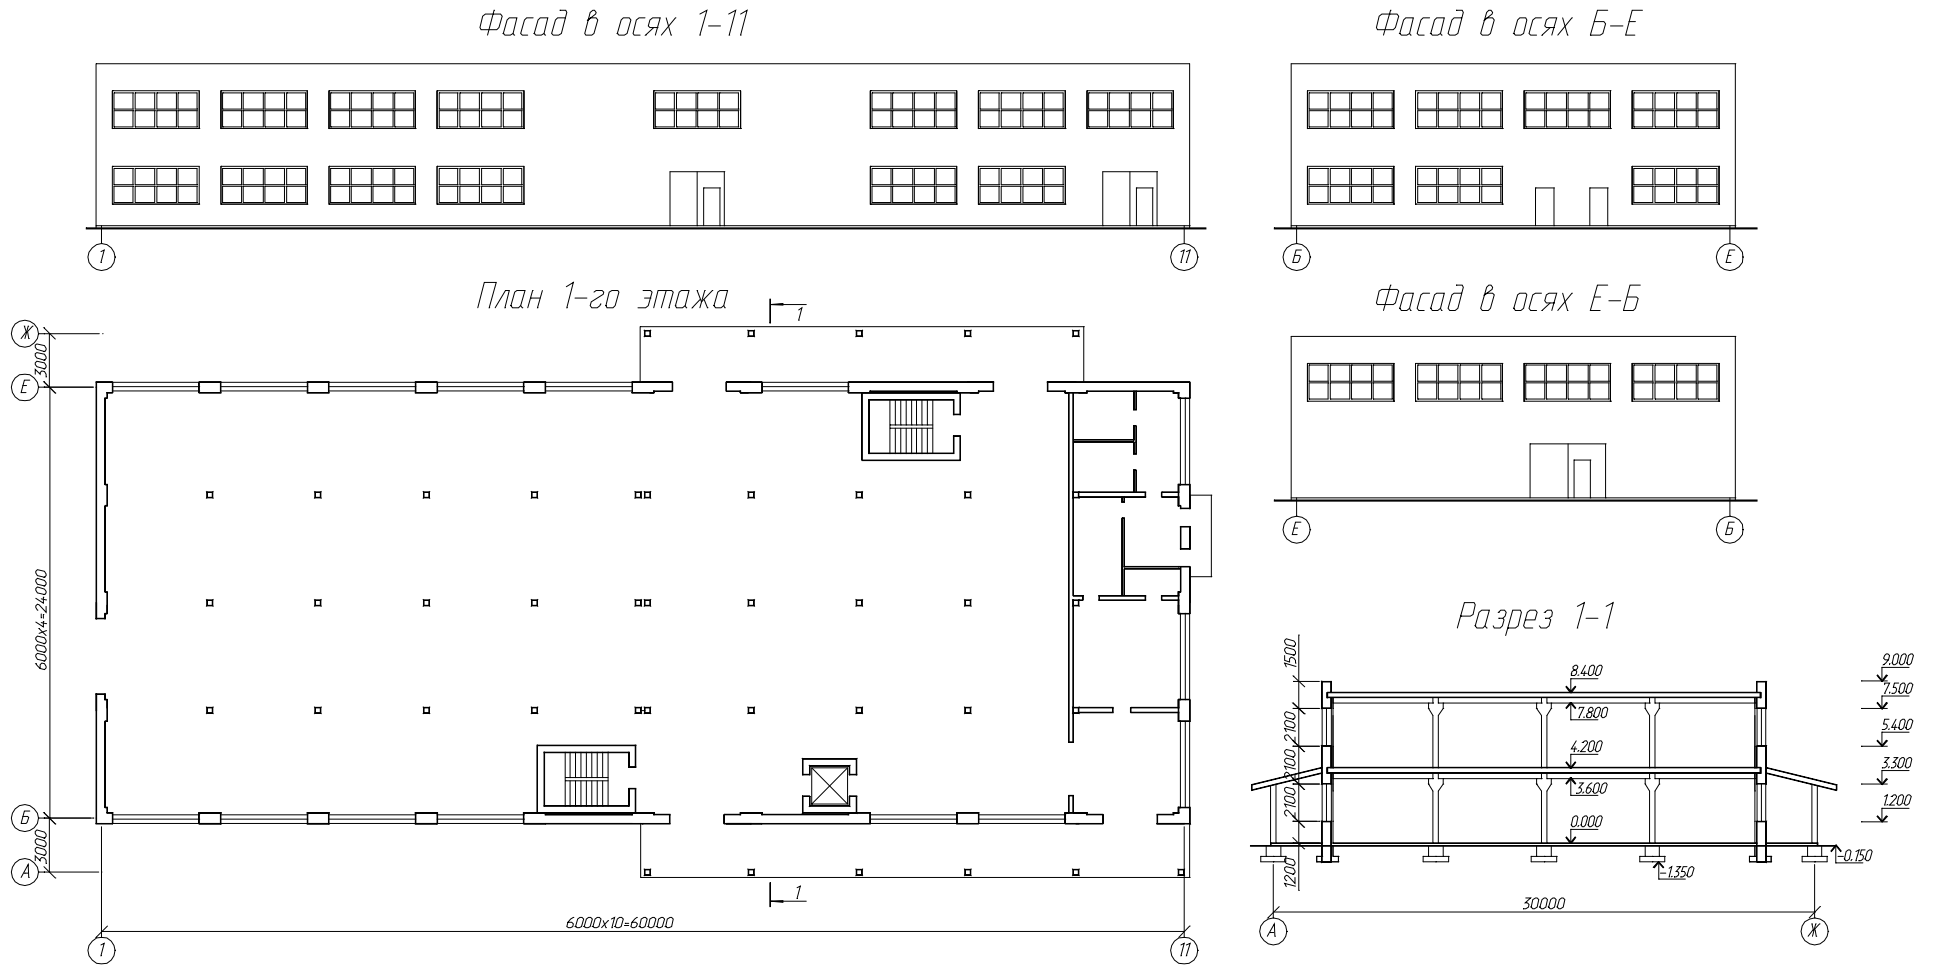 Фасад в осях 1-11
1
11
Фасад в осях Б-Е
Б
Е
План 1-го этажа
1
Ж
3000
Е
6000х4=24000
Б
3000
А
1
6000х10=60000
1
11
Фасад в осях Е-Б
Е
Б
Разрез 1-1
1500
2100
2100
2100
1200
8.400
7.800
4.200
3.600
0.000
-1.350
-0.150
9.000
7.500
5.400
3.300
1.200
30000
А
Ж